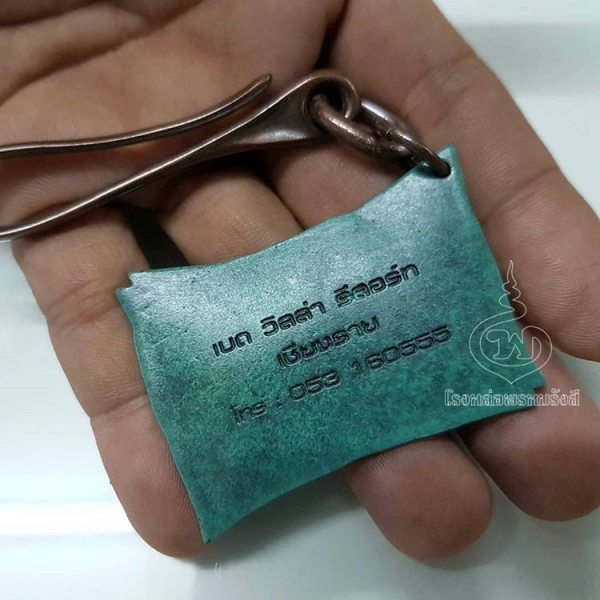 เบด วิลล่า รีสอร์ท
เชียงราย
โทร : 053 160555
โรงหล่อพรหมรังสี